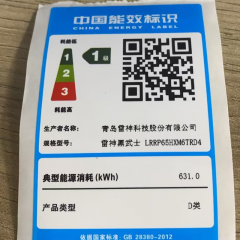 中国能效标识
CHINA ENERGY LABEL
耗能低
1
1级
2
3
耗能高
生产者名称: 青岛雷神科技股份有限公司
规格型号: 雷神黑武士 LRRP65HXM6TRD4
典型能源消耗(kWh) 631.0
产品类型 D类
依据国家标准: GB 28380-2012